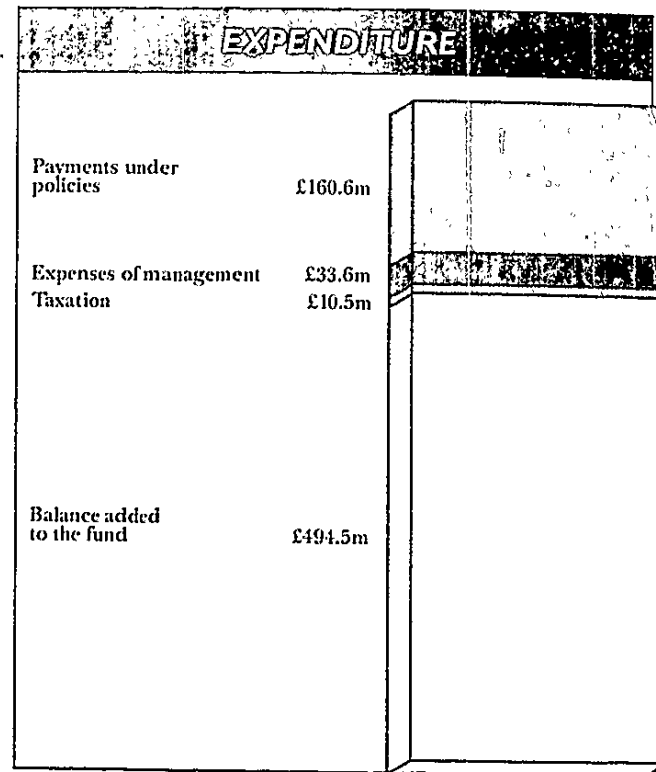 EXPENDITURE
Payments under
policies £160.6m
Expenses of management £33.6m
Taxation £10.5m
Balance added
to the fund £494.5m